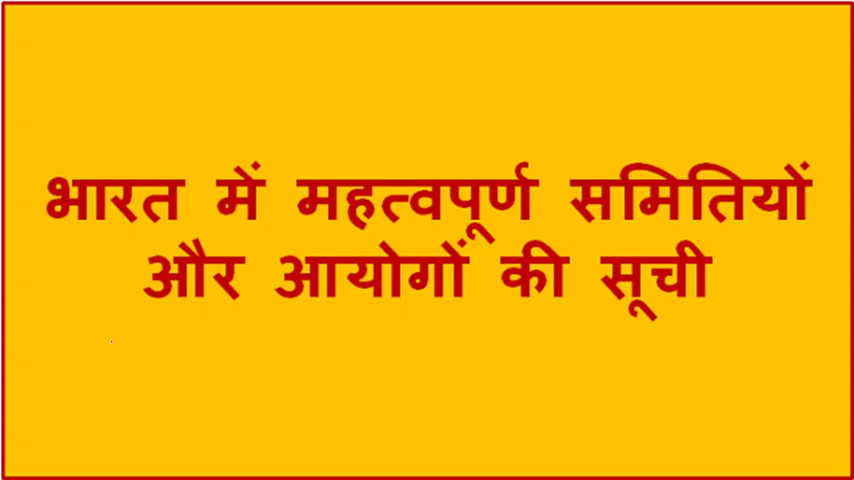 भारत में महत्वपूर्ण समितियों
और आयोगों की सूची